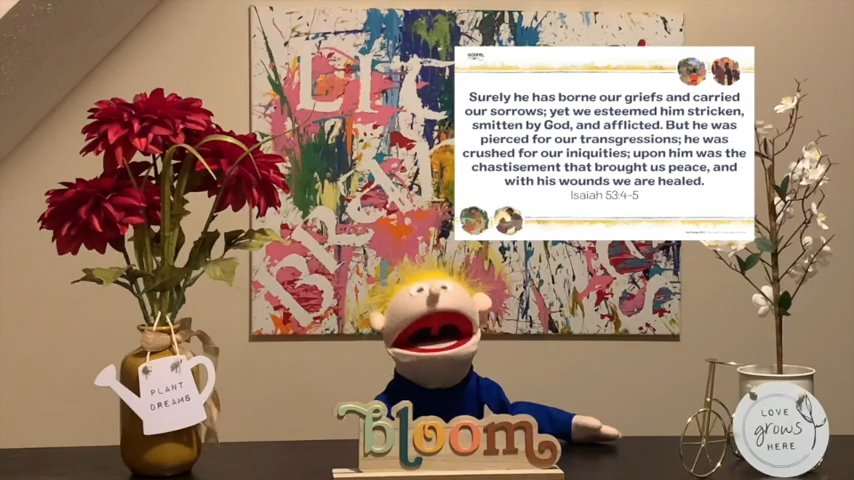 GOSPEL
Surely he has borne our griefs and carried
our sorrows; yet we esteemed him stricken,
smitten by God, and afflicted. But he was
pierced for our transgressions; he was
crushed for our iniquities; upon him was the
chastisement that brought us peace, and
with his wounds we are healed.
Isaiah 53:4-5
PLANT
DREAMS
bloom
LOVE
grows
HERE